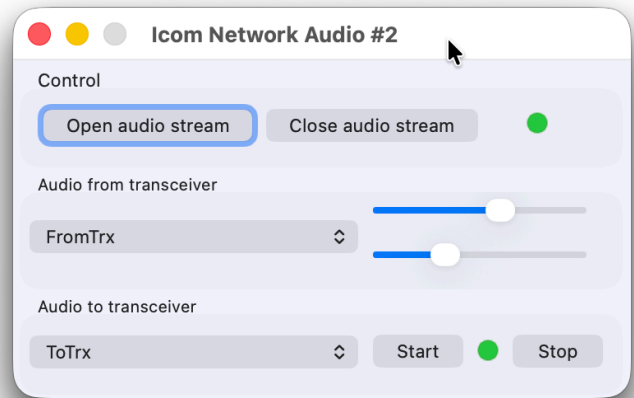 Icom Network Audio #2
Control
Open audio stream Close audio stream
Audio from transceiver
FromTrx
Audio to transceiver
ToTrx Start Stop